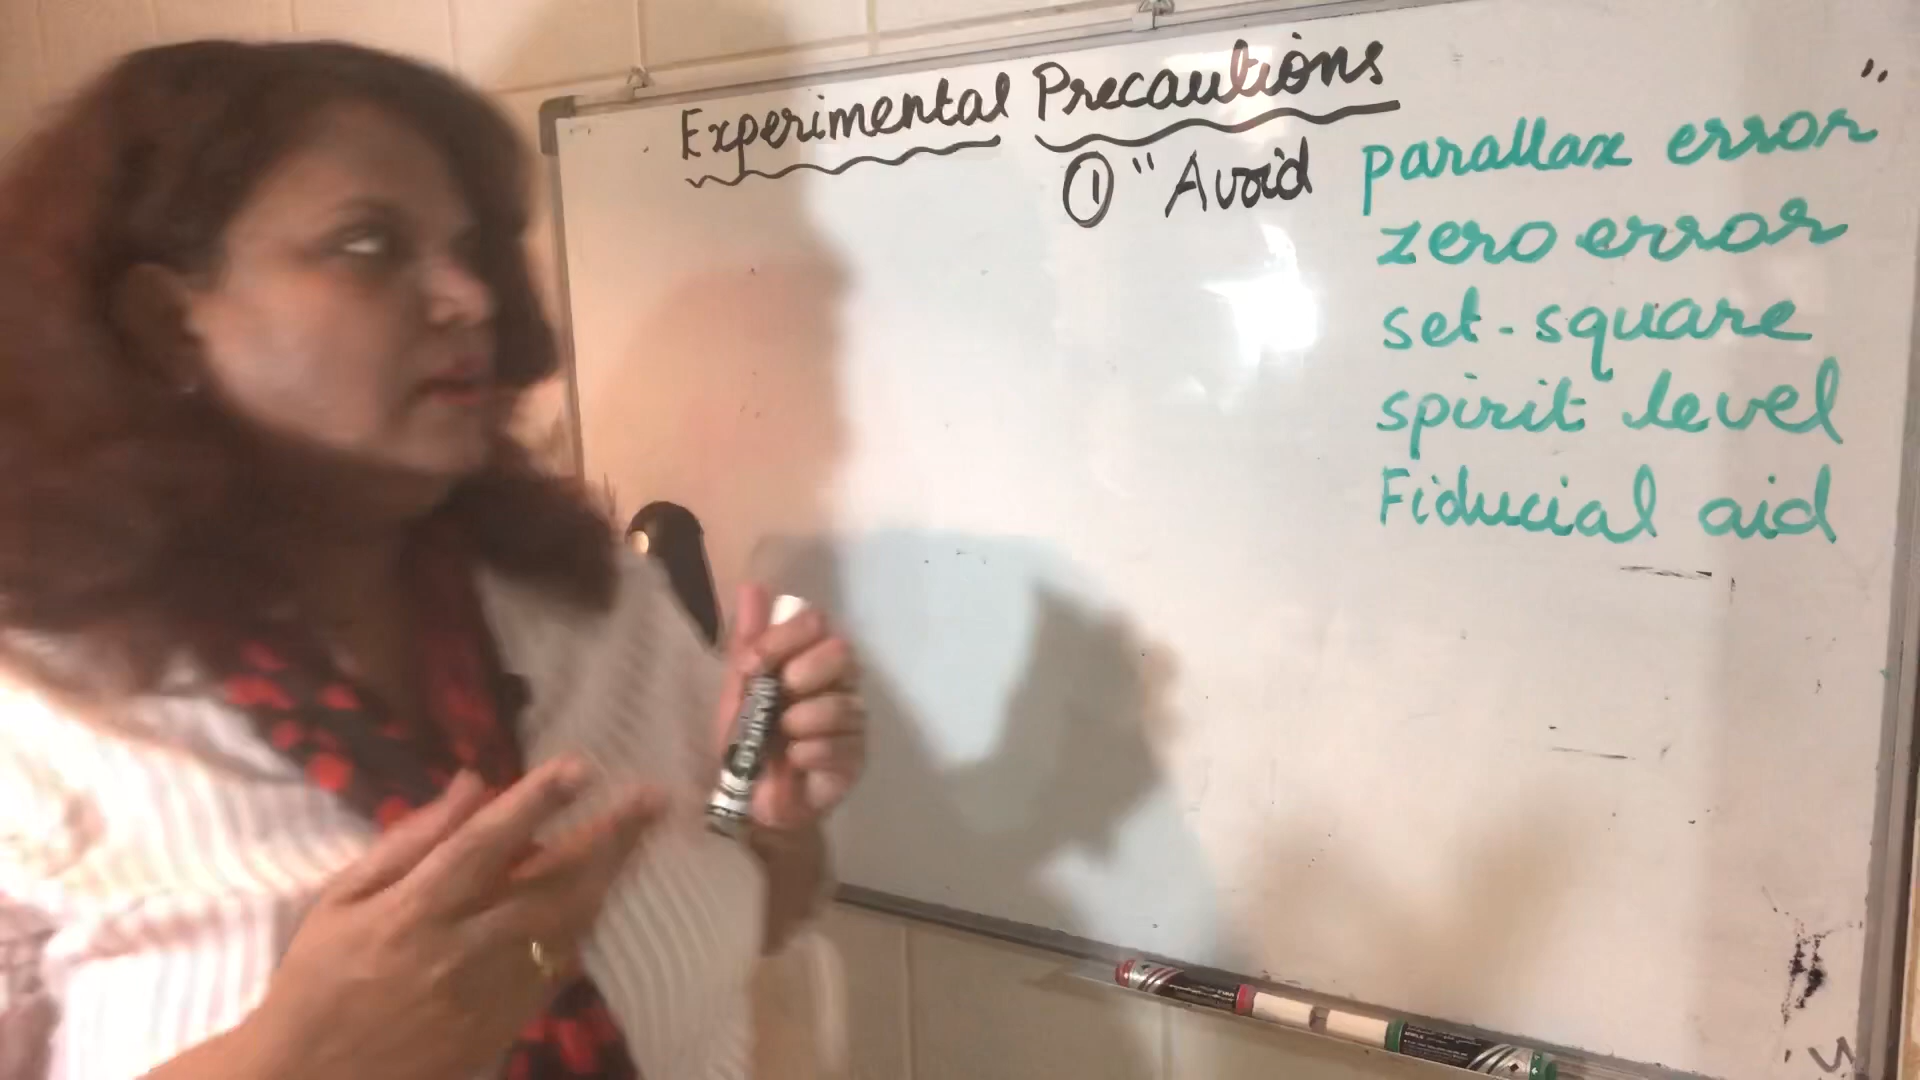 Experimental Precautions
① "Avoid parallax error"
zero error
set-square
spirit level
Fiducial aid